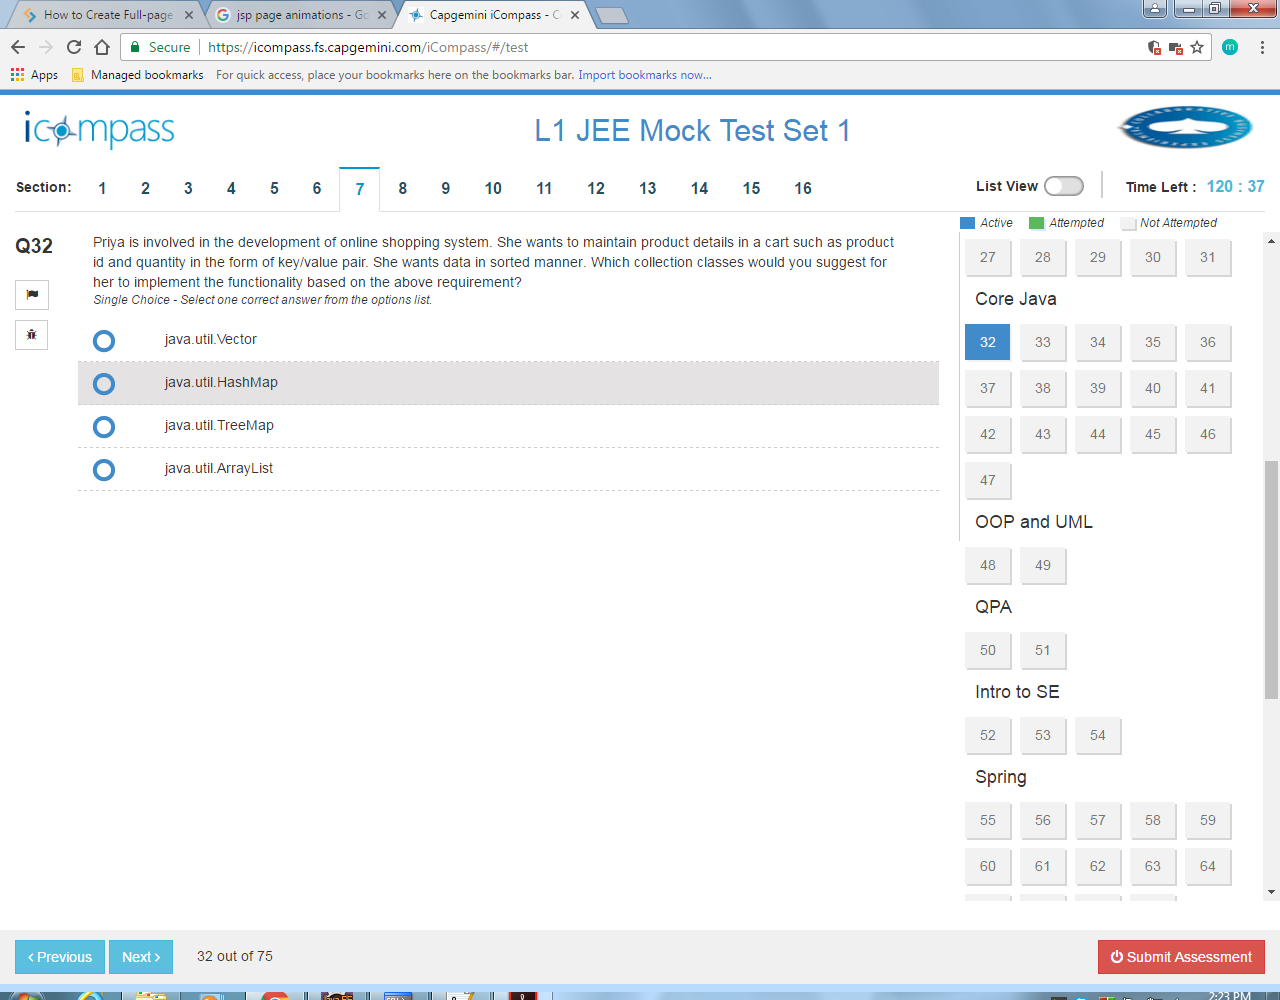 How to Create Full-page
jsp page animations - Go
Capgemini iCompass - C
Secure
https://icompass.fs.capgemini.com/iCompass/#/test
m
Apps
Managed bookmarks
For quick access, place your bookmarks here on the bookmarks bar. Import bookmarks now...
icompass
L1 JEE Mock Test Set 1
Section: 1 2 3 4 5 6 7 8 9 10 11 12 13 14 15 16
List View
Time Left : 120 : 37
Active Attempted Not Attempted
Q32
Priya is involved in the development of online shopping system. She wants to maintain product details in a cart such as product
id and quantity in the form of key/value pair. She wants data in sorted manner. Which collection classes would you suggest for
her to implement the functionality based on the above requirement?
Single Choice - Select one correct answer from the options list.
java.util.Vector
java.util.HashMap
java.util.TreeMap
java.util.ArrayList
27 28 29 30 31
Core Java
32 33 34 35 36
37 38 39 40 41
42 43 44 45 46
47
OOP and UML
48 49
QPA
50 51
Intro to SE
52 53 54
Spring
55 56 57 58 59
60 61 62 63 64
‹ Previous
Next ›
32 out of 75
Submit Assessment
2:23 PM